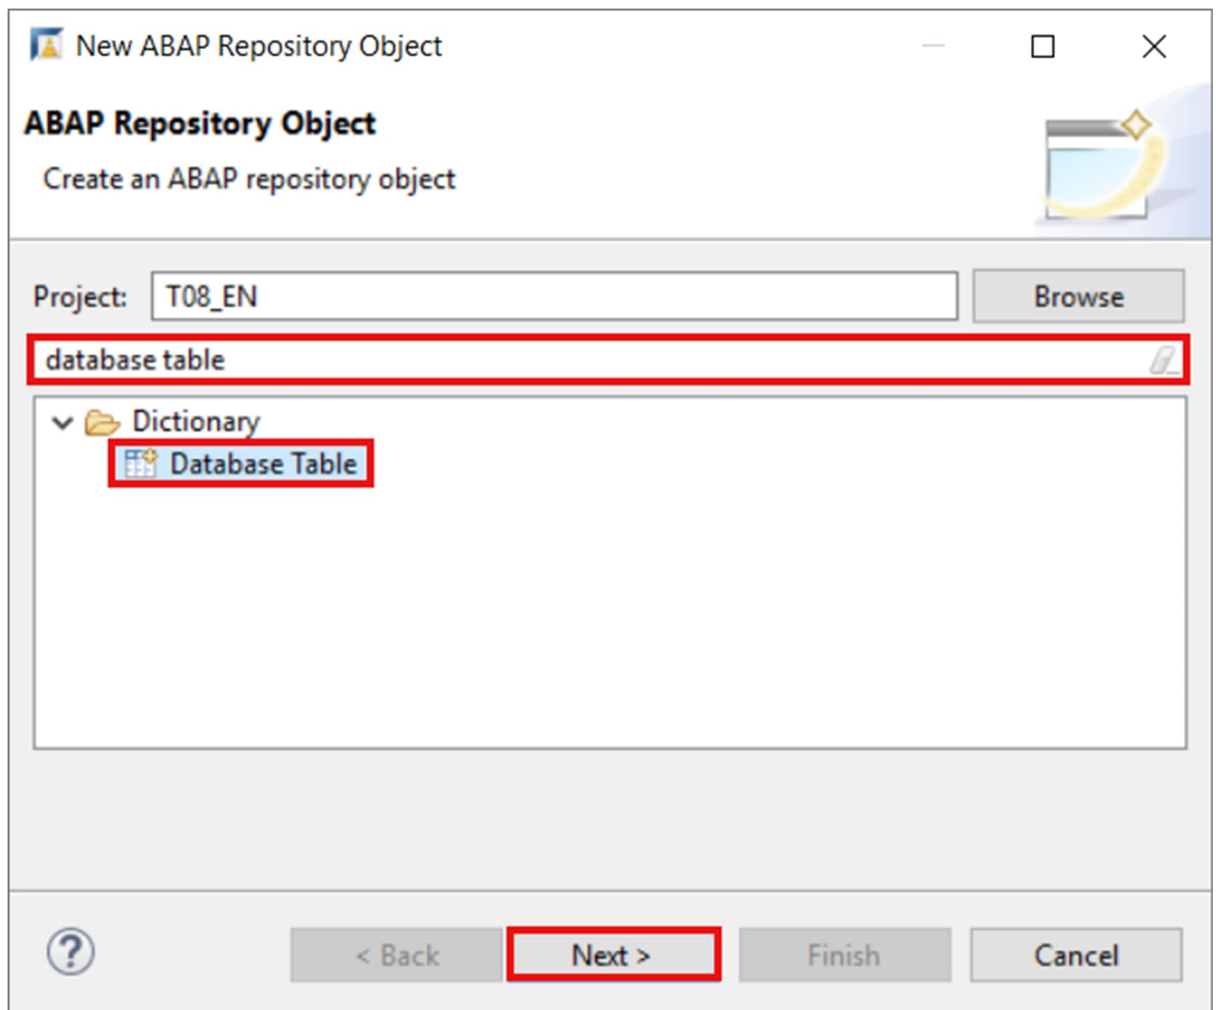 New ABAP Repository Object
ABAP Repository Object
Create an ABAP repository object
Project: T08_EN Browse
database table
Dictionary
Database Table
? < Back Next > Finish Cancel